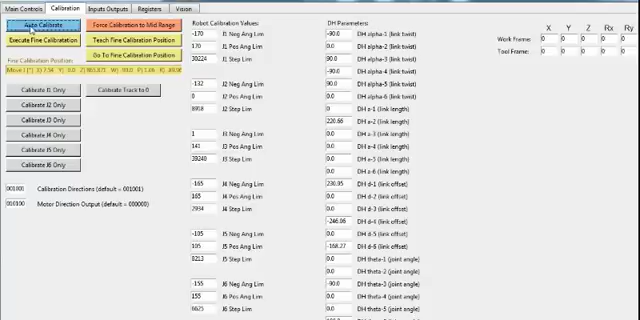 Main Controls Calibration Inputs Outputs Registers Vision
Auto Calibrate
Force Calibration to Mid Range
Execute Fine Calibratation
Teach Fine Calibration Position
Go To Fine Calibration Position
Fine Calibration Position:
Calibrate J1 Only
Calibrate Track to 0
Calibrate J2 Only
Calibrate J3 Only
Calibrate J4 Only
Calibrate J5 Only
Calibrate J6 Only
001001 Calibration Directions (default = 001001)
010100 Motor Direction Output (default = 000000)
Robot Calibration Values:
-170 J1 Neg Ang Lim
170 J1 Pos Ang Lim
30224 J1 Step Lim
-132 J2 Neg Ang Lim
0 J2 Pos Ang Lim
8918 J2 Step Lim
1 J3 Neg Ang Lim
141 J3 Pos Ang Lim
39240 J3 Step Lim
-165 J4 Neg Ang Lim
165 J4 Pos Ang Lim
2934 J4 Step Lim
-105 J5 Neg Ang Lim
105 J5 Pos Ang Lim
8213 J5 Step Lim
-155 J6 Neg Ang Lim
155 J6 Pos Ang Lim
6625 J6 Step Lim
DH Parameters:
-90.0 DH alpha-1 (link twist)
0.0 DH alpha-2 (link twist)
90.0 DH alpha-3 (link twist)
-90.0 DH alpha-4 (link twist)
90.0 DH alpha-5 (link twist)
0.0 DH alpha-6 (link twist)
0.0 DH a-1 (link length)
220.66 DH a-2 (link length)
0.0 DH a-3 (link length)
0.0 DH a-4 (link length)
0.0 DH a-5 (link length)
0.0 DH a-6 (link length)
230.95 DH d-1 (link offset)
0.0 DH d-2 (link offset)
0.0 DH d-3 (link offset)
-246.06 DH d-4 (link offset)
0.0 DH d-5 (link offset)
-168.27 DH d-6 (link offset)
0.0 DH theta-1 (joint angle)
0.0 DH theta-2 (joint angle)
-90.0 DH theta-3 (joint angle)
0.0 DH theta-4 (joint angle)
0.0 DH theta-5 (joint angle)
X Y Z Rx Ry
Work Frame: 0 0 0 0 0
Tool Frame: 0 0 0 0 0